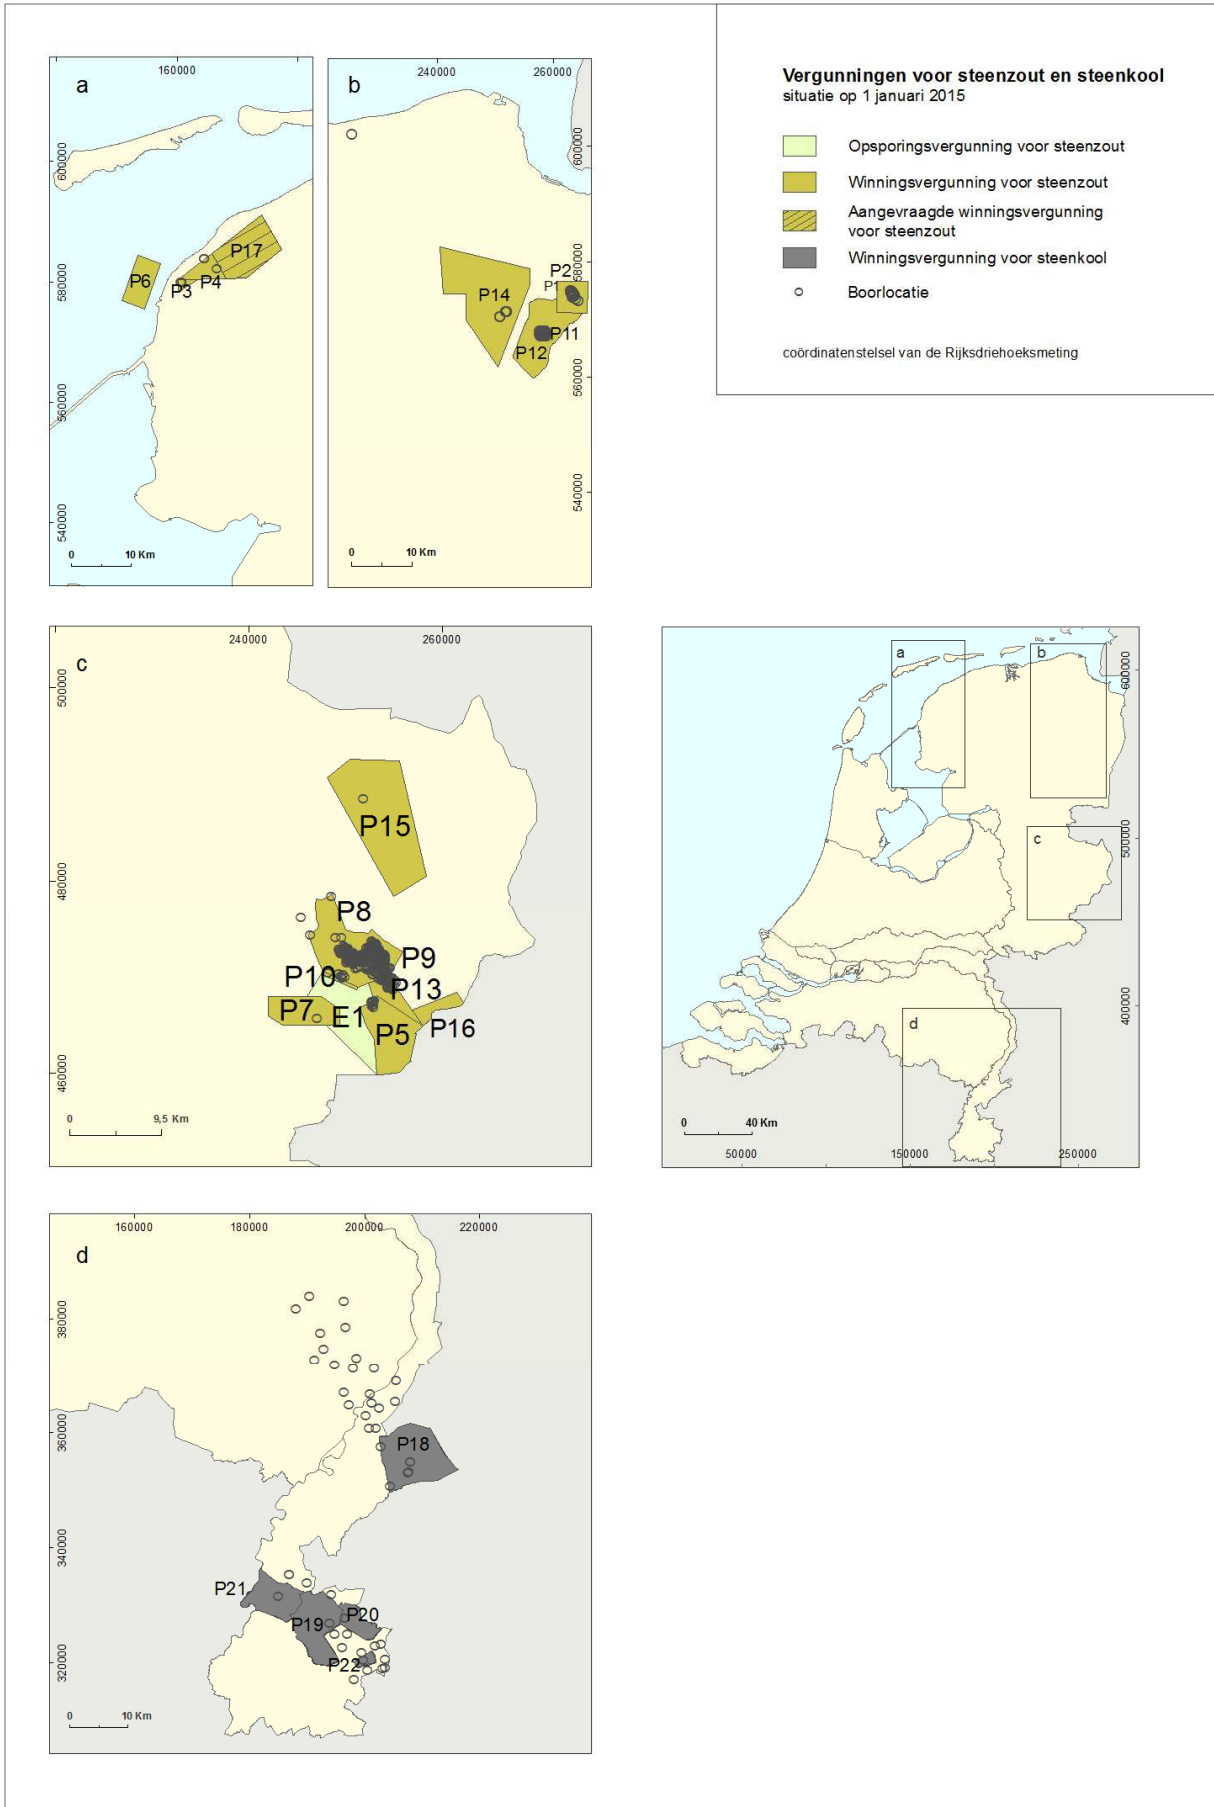 Vergunningen voor steenzout en steenkool
situatie op 1 januari 2015
Opsporingsvergunning voor steenzout
Winningsvergunning voor steenzout
Aangevraagde winningsvergunning
voor steenzout
Winningsvergunning voor steenkool
Boorlocatie
coördinatenstelsel van de Rijksdriehoeksmeting
a
160000
600000
580000
560000
540000
P6
P3
P4
P17
0 10 Km
b
240000 260000
600000
580000
560000
540000
P2
P1
P14
P11
P12
0 10 Km
c
240000 260000
500000
480000
460000
P15
P8
P9
P10
P13
P7
E1
P5
P16
0 9,5 Km
a
b
c
d
600000
500000
400000
0 40 Km
50000 150000 250000
d
160000 180000 200000 220000
380000
360000
340000
320000
P18
P21
P19
P20
P22
0 10 Km